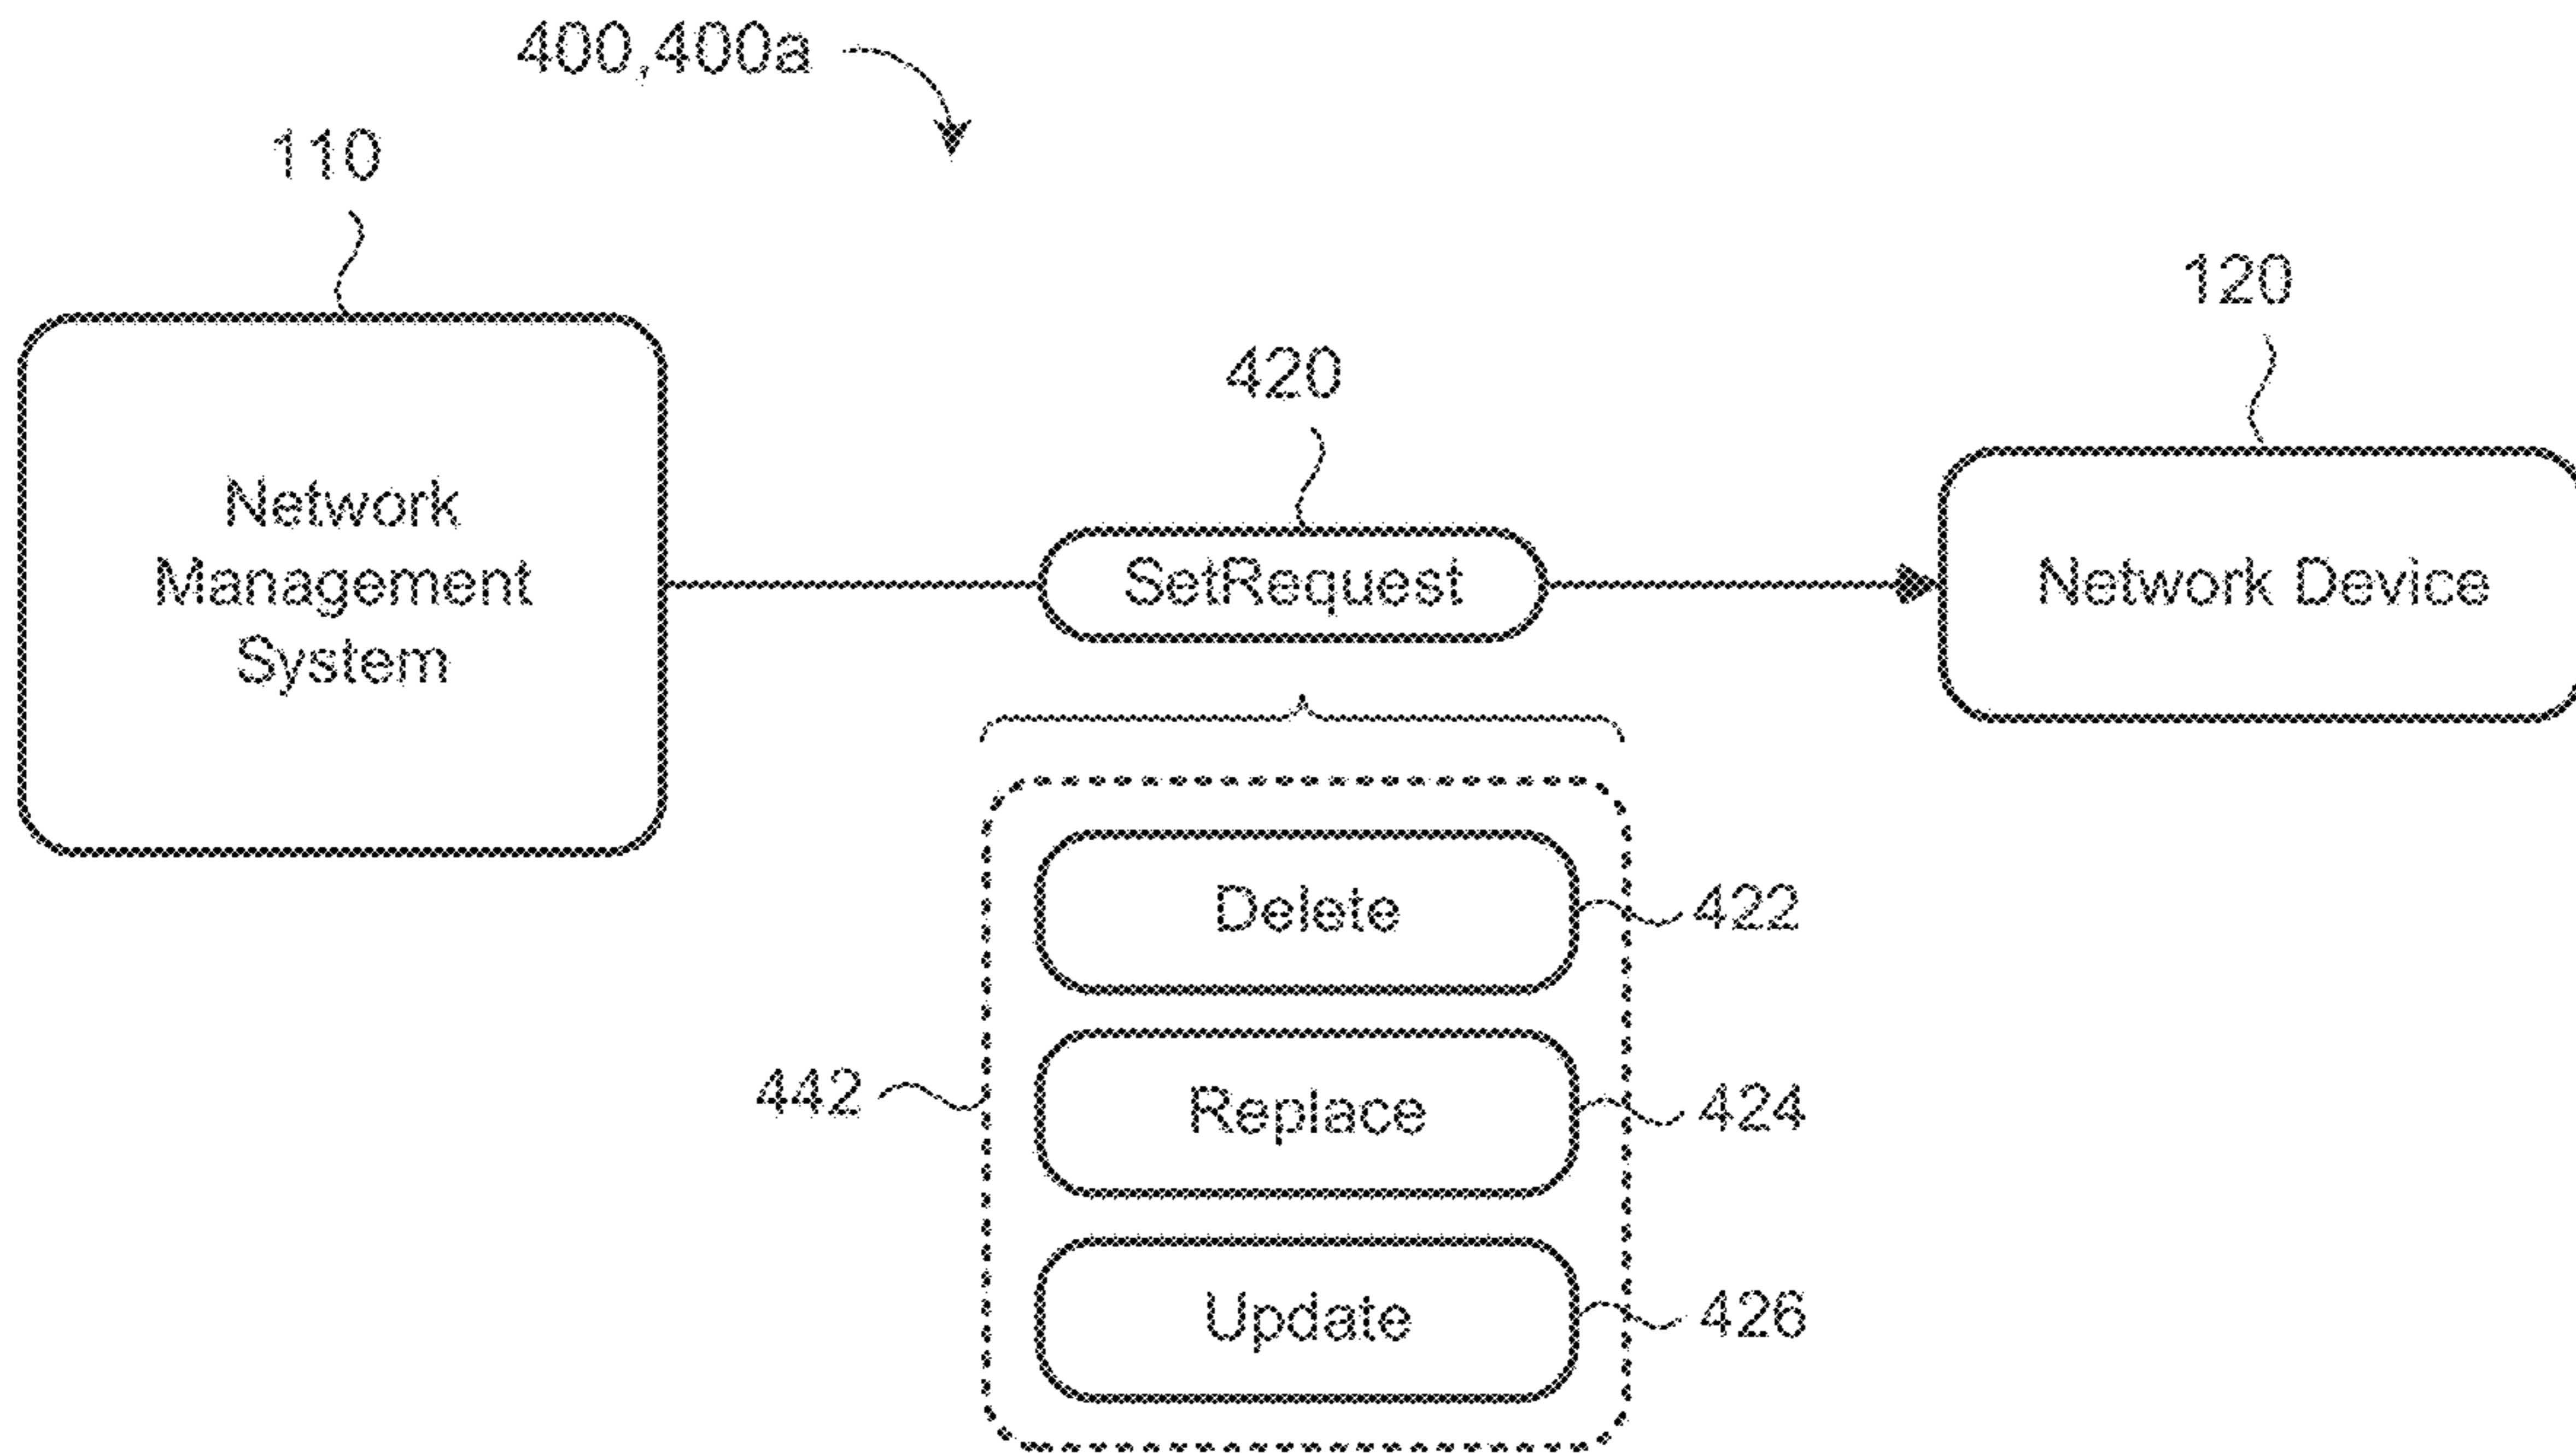 400,400a
110
120
420
Network
Management
System
SetRequest
Network Device
Delete
422
442
Replace
424
Update
426